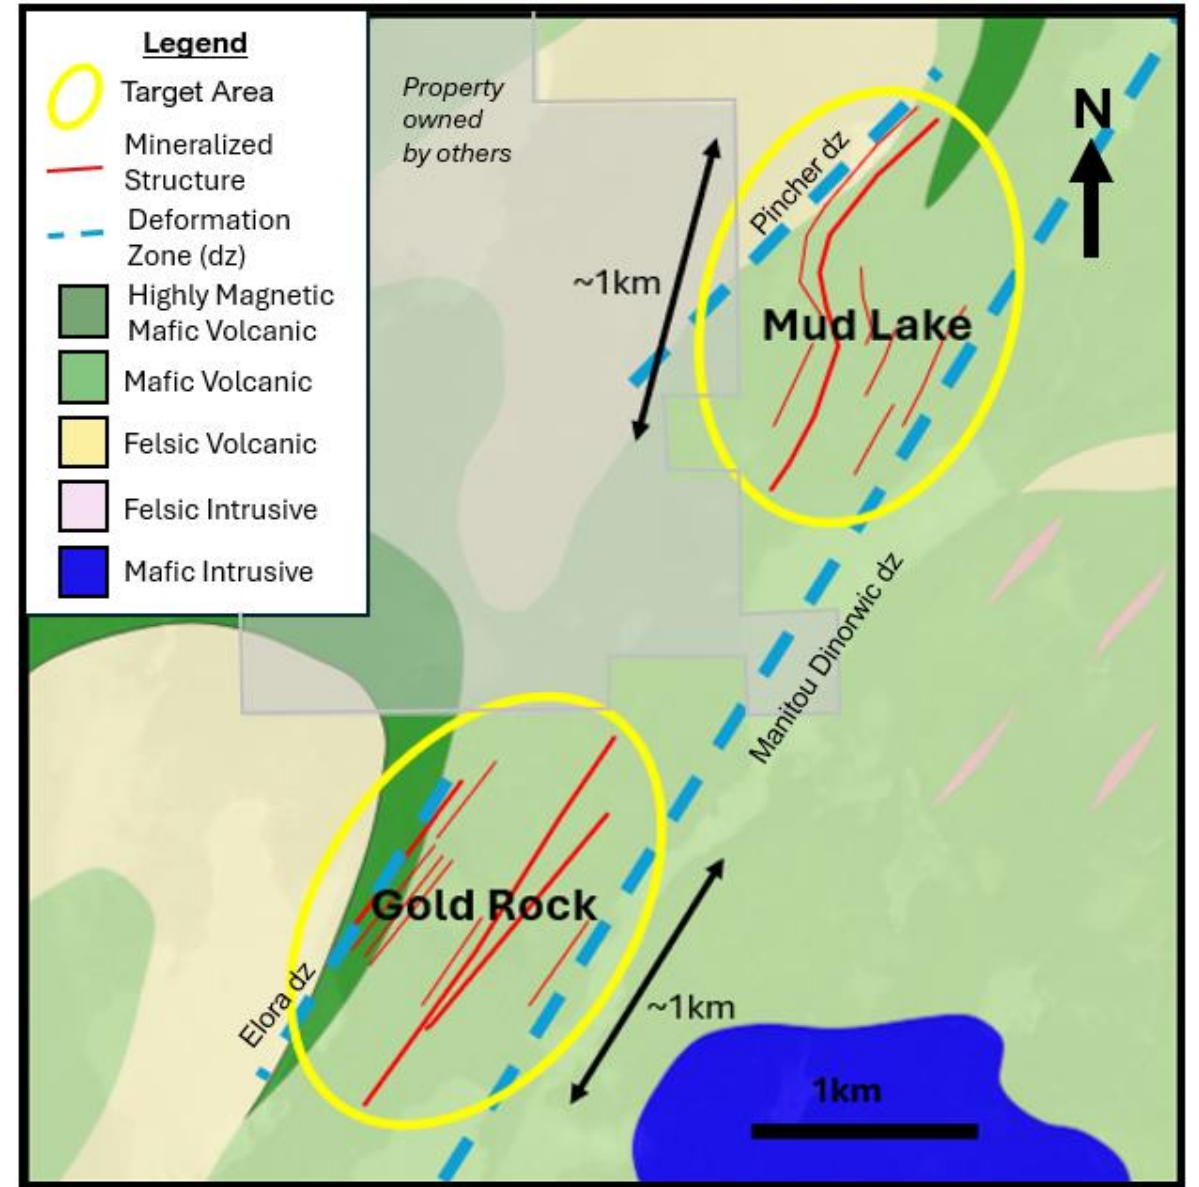 Legend
Target Area
Mineralized
Structure
Deformation
Zone (dz)
Highly Magnetic
Mafic Volcanic
Mafic Volcanic
Felsic Volcanic
Felsic Intrusive
Mafic Intrusive
Property
owned
by others
N
Pincher dz
~1km
Mud Lake
Manitou Dinorwic dz
Gold Rock
Elora dz
~1km
1km